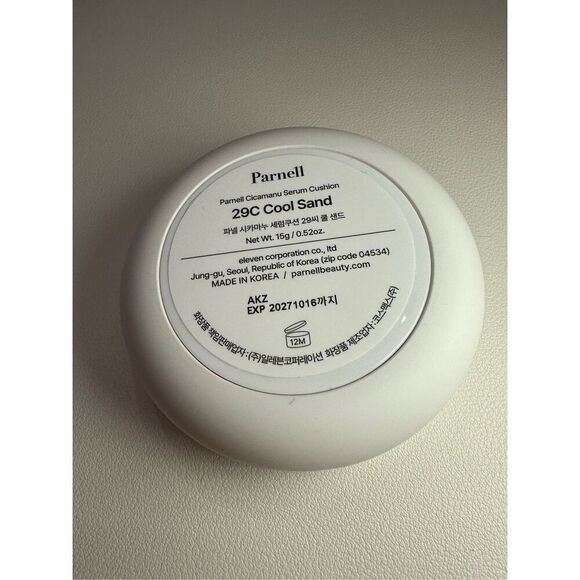 Parnell
Parnell Cicamanu Serum Cushion
29C Cool Sand
파넬 시카마누 세럼쿠션 29씨 쿨 샌드
Net Wt. 15g / 0.52oz.
eleven corporation co., ltd
Jung-gu, Seoul, Republic of Korea (zip code 04534)
MADE IN KOREA / parnellbeauty.com
AKZ
EXP 20271016까지
12M
화장품 책임판매업자 : (주)일레븐코퍼레이션 화장품 제조업자 : 코스맥스(주)